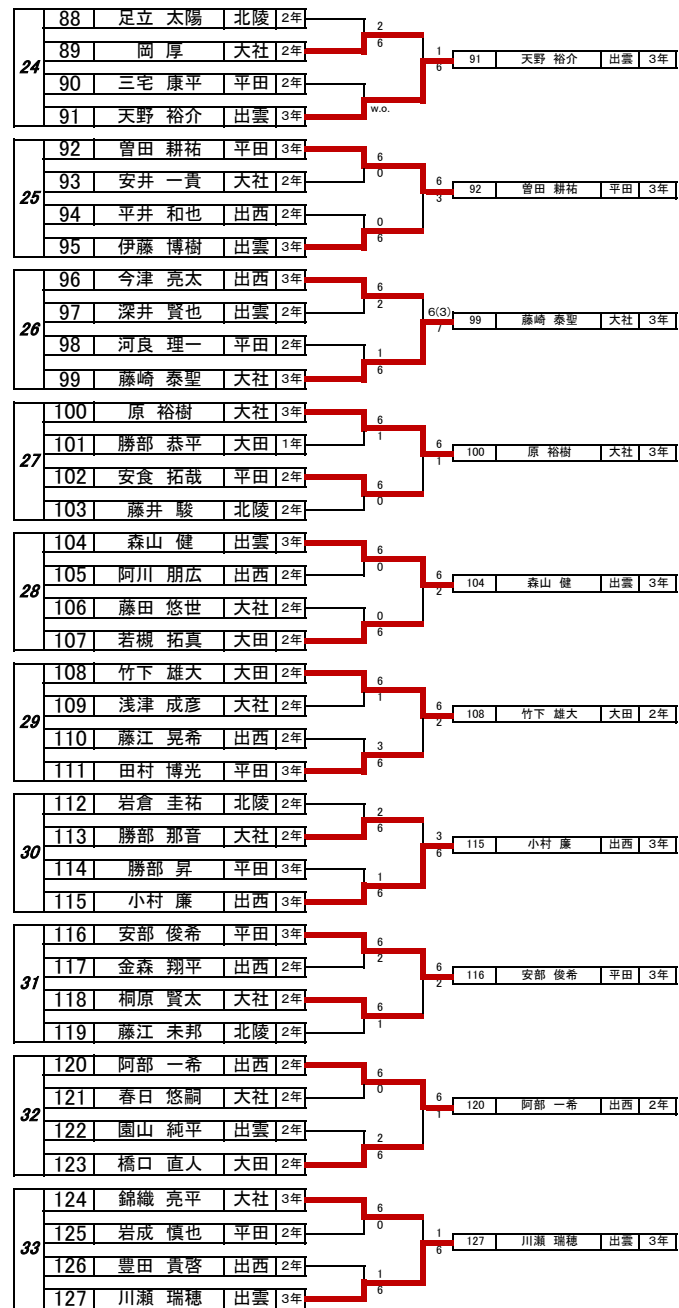 88 足立 太陽 北陵 2年
2
6
89 岡 厚 大社 2年
24
1
6
91 天野 裕介 出雲 3年
90 三宅 康平 平田 2年
w.o.
91 天野 裕介 出雲 3年
92 曽田 耕祐 平田 3年
6
0
93 安井 一貴 大社 2年
25
6
3
92 曽田 耕祐 平田 3年
94 平井 和也 出西 2年
0
6
95 伊藤 博樹 出雲 3年
96 今津 亮太 出西 3年
6
2
97 深井 賢也 出雲 2年
26
6(3)
7
99 藤崎 泰聖 大社 3年
98 河良 理一 平田 2年
1
6
99 藤崎 泰聖 大社 3年
100 原 裕樹 大社 3年
6
1
101 勝部 恭平 大田 1年
27
6
1
100 原 裕樹 大社 3年
102 安食 拓哉 平田 2年
6
0
103 藤井 駿 北陵 2年
104 森山 健 出雲 3年
6
0
105 阿川 朋広 出西 2年
28
6
2
104 森山 健 出雲 3年
106 藤田 悠世 大社 2年
0
6
107 若槻 拓真 大田 2年
108 竹下 雄大 大田 2年
6
1
109 浅津 成彦 大社 2年
29
6
2
108 竹下 雄大 大田 2年
110 藤江 晃希 出西 2年
3
6
111 田村 博光 平田 3年
112 岩倉 圭祐 北陵 2年
2
6
113 勝部 那音 大社 2年
30
3
6
115 小村 廉 出西 3年
114 勝部 昇 平田 3年
1
6
115 小村 廉 出西 3年
116 安部 俊希 平田 3年
6
2
117 金森 翔平 出西 2年
31
6
2
116 安部 俊希 平田 3年
118 桐原 賢太 大社 2年
6
1
119 藤江 未邦 北陵 2年
120 阿部 一希 出西 2年
6
0
121 春日 悠嗣 大社 2年
32
6
1
120 阿部 一希 出西 2年
122 園山 純平 出雲 2年
2
6
123 橋口 直人 大田 2年
124 錦織 亮平 大社 3年
6
0
125 岩成 慎也 平田 2年
33
1
6
127 川瀬 瑞穂 出雲 3年
126 豊田 貴啓 出西 2年
1
6
127 川瀬 瑞穂 出雲 3年